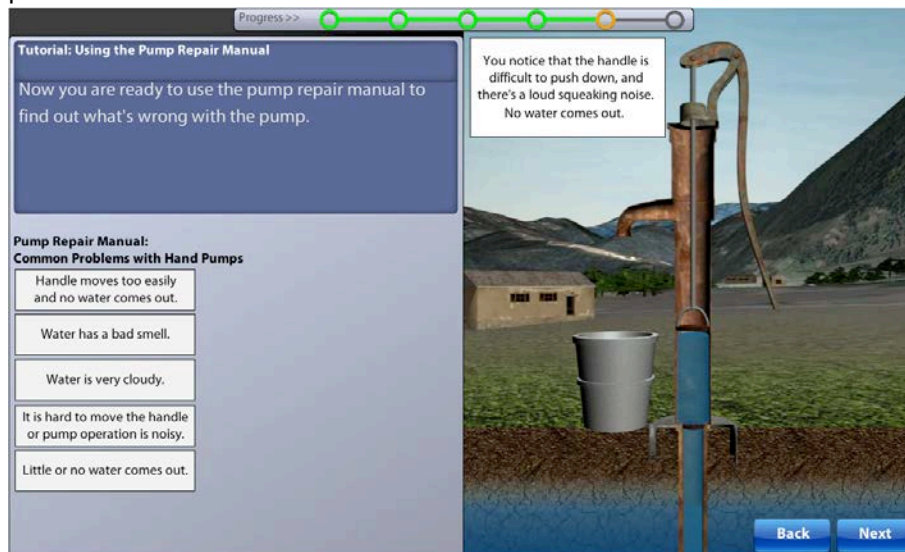 Progress >>
Tutorial: Using the Pump Repair Manual
Now you are ready to use the pump repair manual to
find out what's wrong with the pump.
Pump Repair Manual:
Common Problems with Hand Pumps
Handle moves too easily
and no water comes out.
Water has a bad smell.
Water is very cloudy.
It is hard to move the handle
or pump operation is noisy.
Little or no water comes out.
You notice that the handle is
difficult to push down, and
there's a loud squeaking noise.
No water comes out.
Back
Next